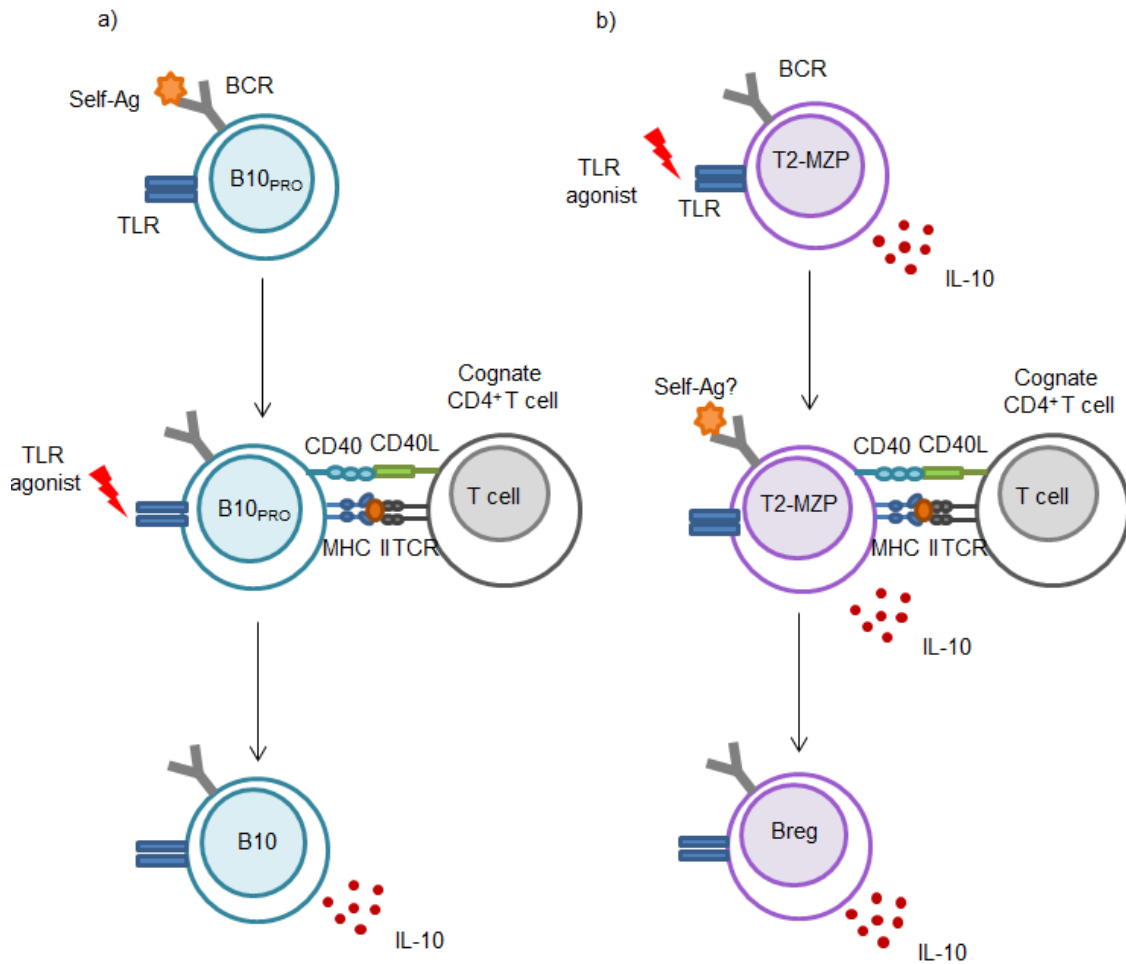 a)
BCR
Self-Ag
B10PRO
TLR
Cognate
CD4+ T cell
TLR
agonist
CD40
CD40L
B10PRO
T cell
MHC II
TCR
B10
IL-10
b)
BCR
TLR
agonist
T2-MZP
TLR
IL-10
Self-Ag?
Cognate
CD4+ T cell
CD40
CD40L
T2-MZP
T cell
MHC II
TCR
IL-10
Breg
IL-10